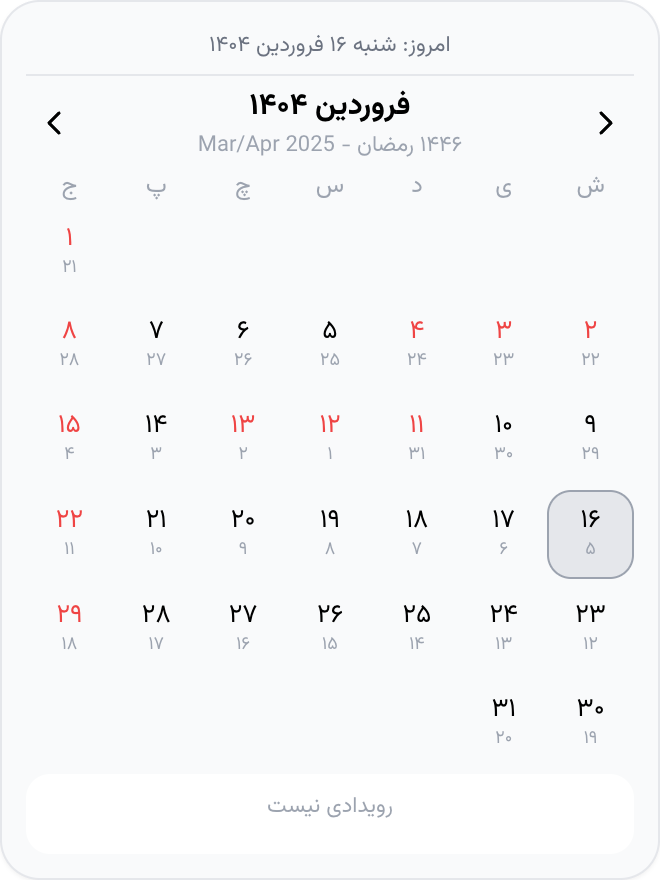 امروز: شنبه ۱۶ فروردین ۱۴۰۴
فروردین ۱۴۰۴
۱۴۴۶ رمضان - Mar/Apr 2025
ش ی د س چ پ ج
۱
۲۱
۲ ۳ ۴ ۵ ۶ ۷ ۸
۲۲ ۲۳ ۲۴ ۲۵ ۲۶ ۲۷ ۲۸
۹ ۱۰ ۱۱ ۱۲ ۱۳ ۱۴ ۱۵
۲۹ ۳۰ ۳۱ ۱ ۲ ۳ ۴
۱۶ ۱۷ ۱۸ ۱۹ ۲۰ ۲۱ ۲۲
۵ ۶ ۷ ۸ ۹ ۱۰ ۱۱
۲۳ ۲۴ ۲۵ ۲۶ ۲۷ ۲۸ ۲۹
۱۲ ۱۳ ۱۴ ۱۵ ۱۶ ۱۷ ۱۸
۳۰ ۳۱
۱۹ ۲۰
رویدادی نیست